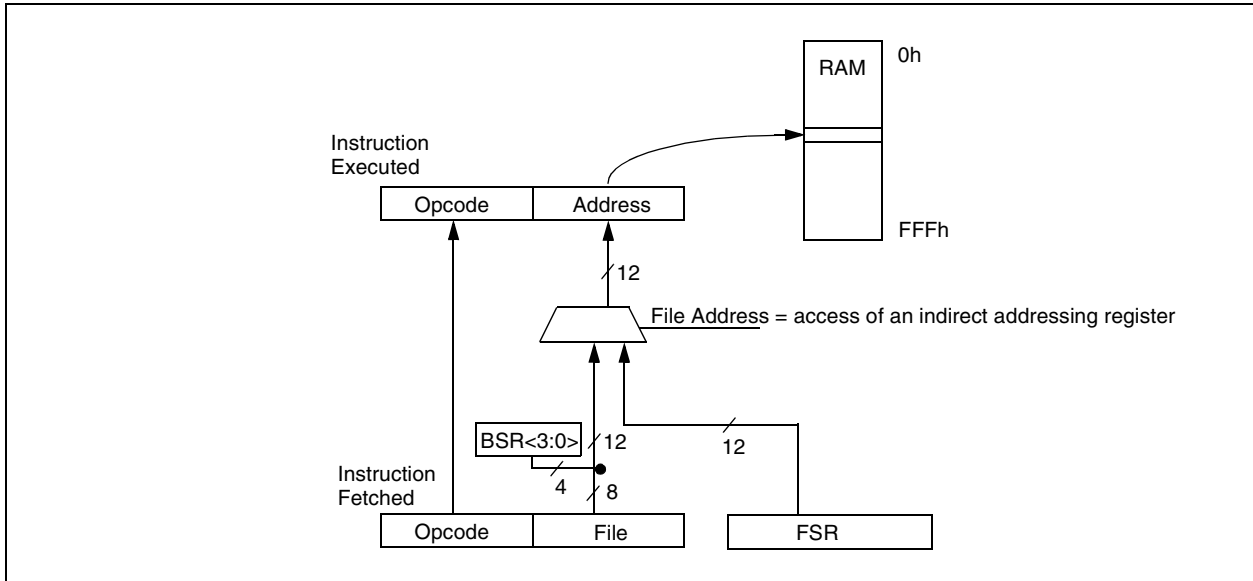 RAM
0h
Instruction
Executed
Opcode
Address
FFFh
12
File Address = access of an indirect addressing register
BSR<3:0>
12
12
Instruction
Fetched
4
8
Opcode
File
FSR